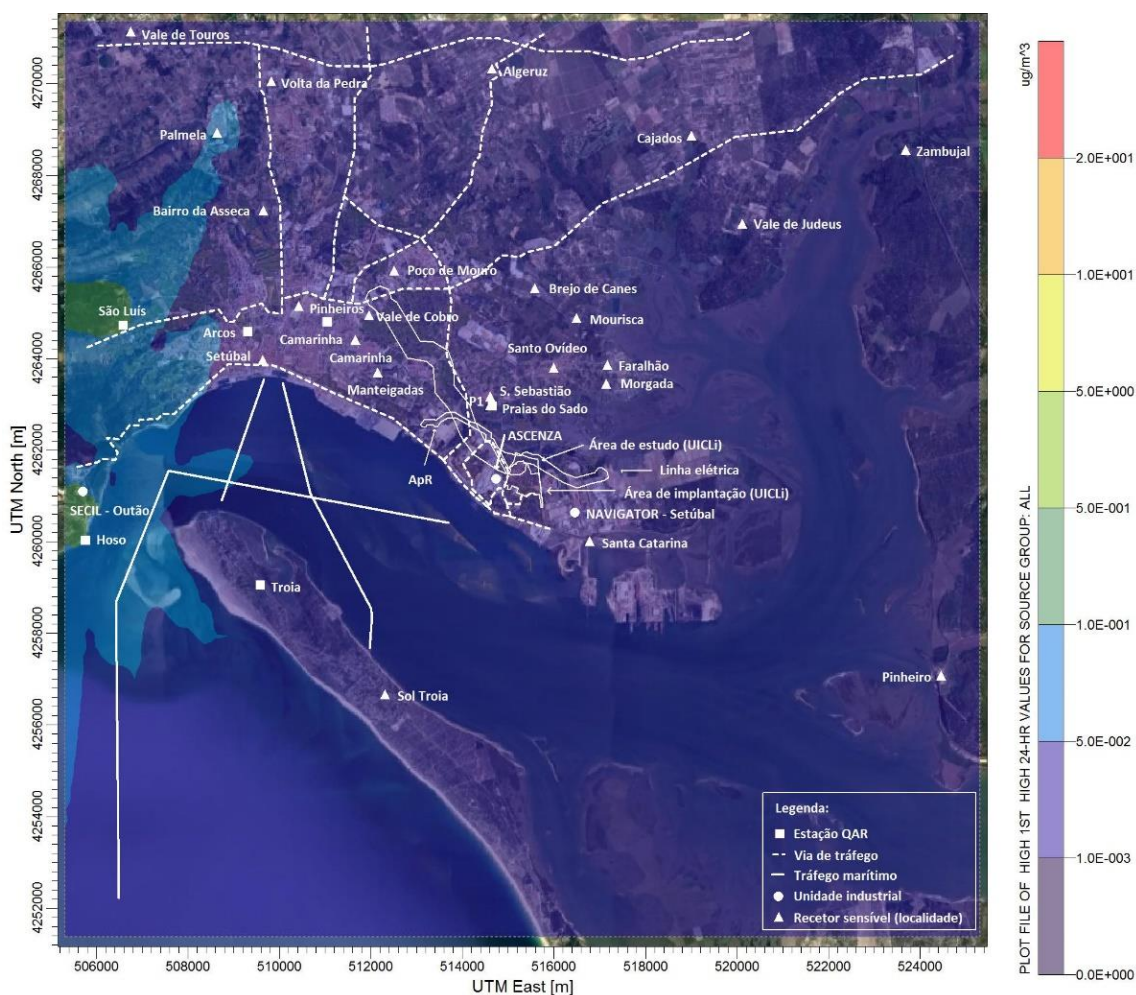 Vale de Touros
Volta da Pedra
Algeruz
Palmela
Cajados
Zambujal
Bairro da Asseca
Vale de Judeus
Poço de Mouro
Brejo de Canes
São Luís
Pinheiros
Vale de Cobro
Mourisca
Arcos
Camarinha
Santo Ovídeo
Setúbal
Camarinha
Faralhão
Manteigadas
Morgada
S. Sebastião
P1
Praias do Sado
ASCENZA
Área de estudo (UICLi)
ApR
Linha elétrica
Área de implantação (UICLi)
SECIL - Outão
NAVIGATOR - Setúbal
Hoso
Santa Catarina
Troia
Pinheiro
Sol Troia
Legenda:
Estação QAR
Via de tráfego
Tráfego marítimo
Unidade industrial
Recetor sensível (localidade)
UTM North [m]
4270000
4268000
4266000
4264000
4262000
4260000
4258000
4256000
4254000
4252000
506000 508000 510000 512000 514000 516000 518000 520000 522000 524000
UTM East [m]
PLOT FILE OF HIGH 1ST HIGH 24-HR VALUES FOR SOURCE GROUP: ALL
ug/m^3
2.0E+001
1.0E+001
5.0E+000
5.0E-001
1.0E-001
5.0E-002
1.0E-003
0.0E+000